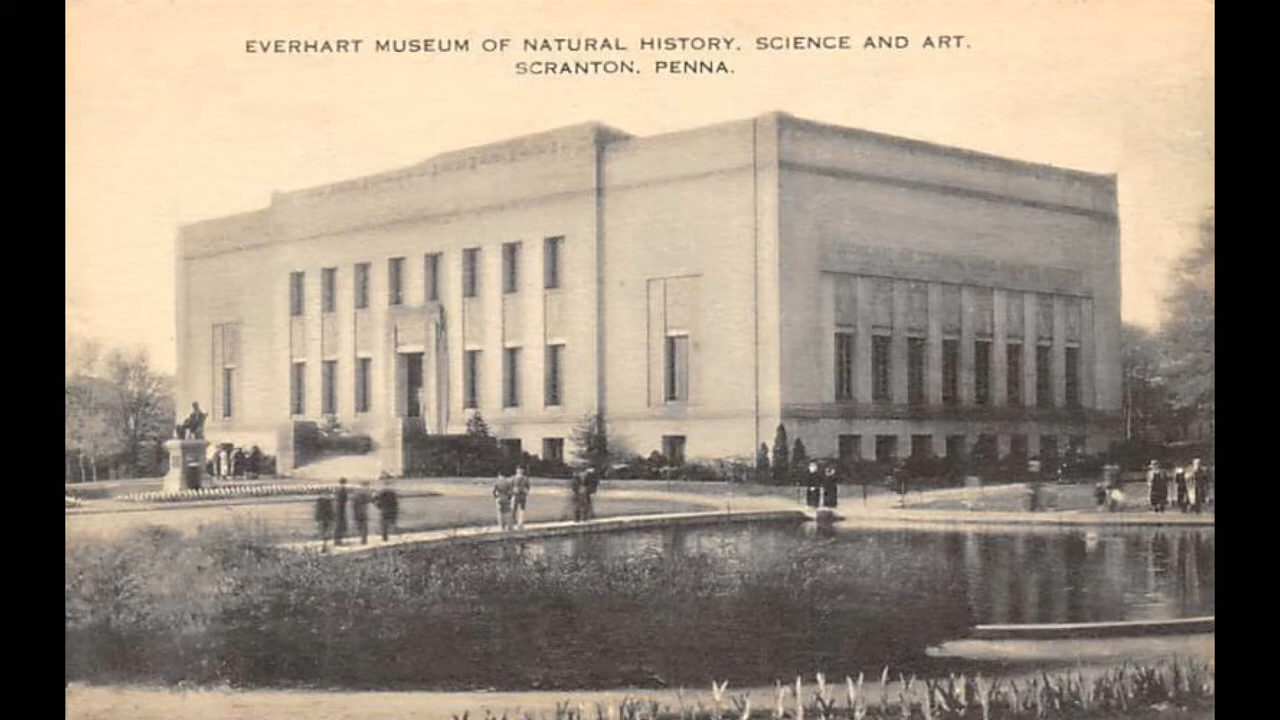 EVERHART MUSEUM OF NATURAL HISTORY, SCIENCE AND ART.
SCRANTON, PENNA.